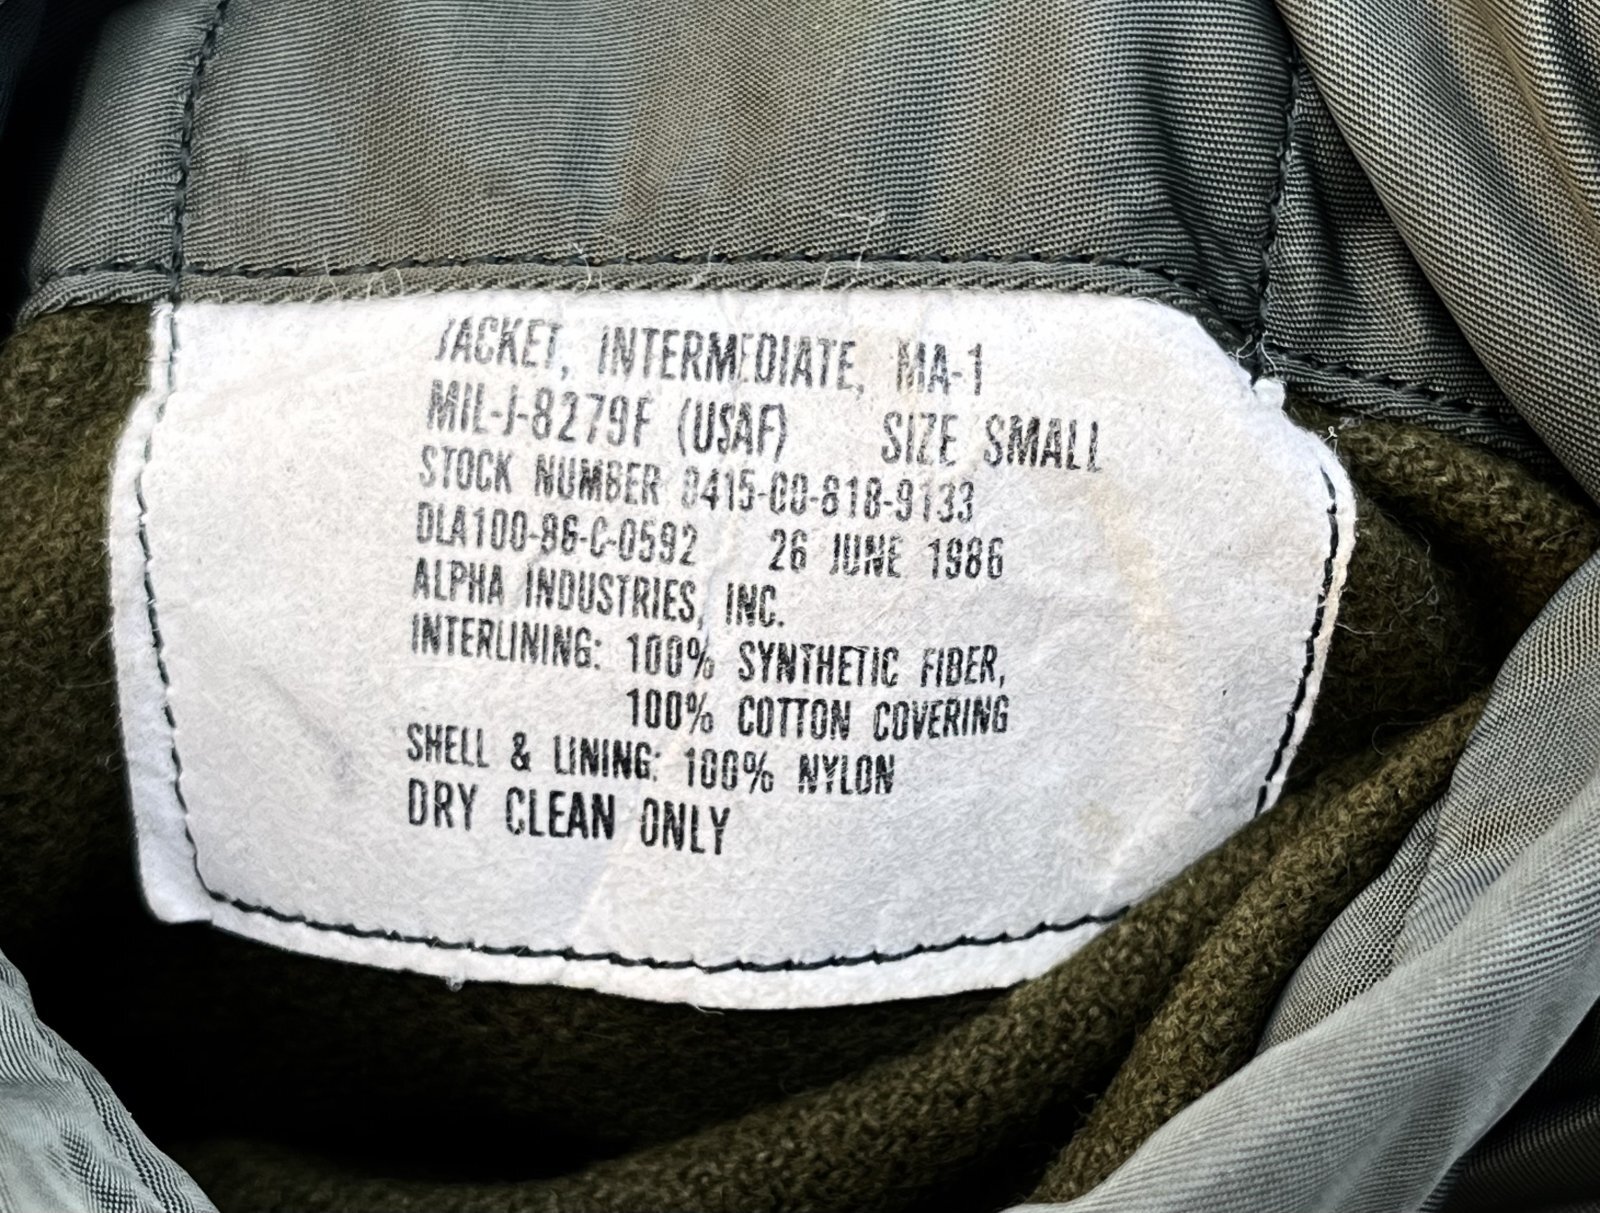 JACKET, INTERMEDIATE, MA-1
MIL-J-8279F (USAF) SIZE SMALL
STOCK NUMBER 8415-00-818-9133
DLA100-86-C-0592 26 JUNE 1986
ALPHA INDUSTRIES, INC.
INTERLINING: 100% SYNTHETIC FIBER,
100% COTTON COVERING
SHELL & LINING: 100% NYLON
DRY CLEAN ONLY